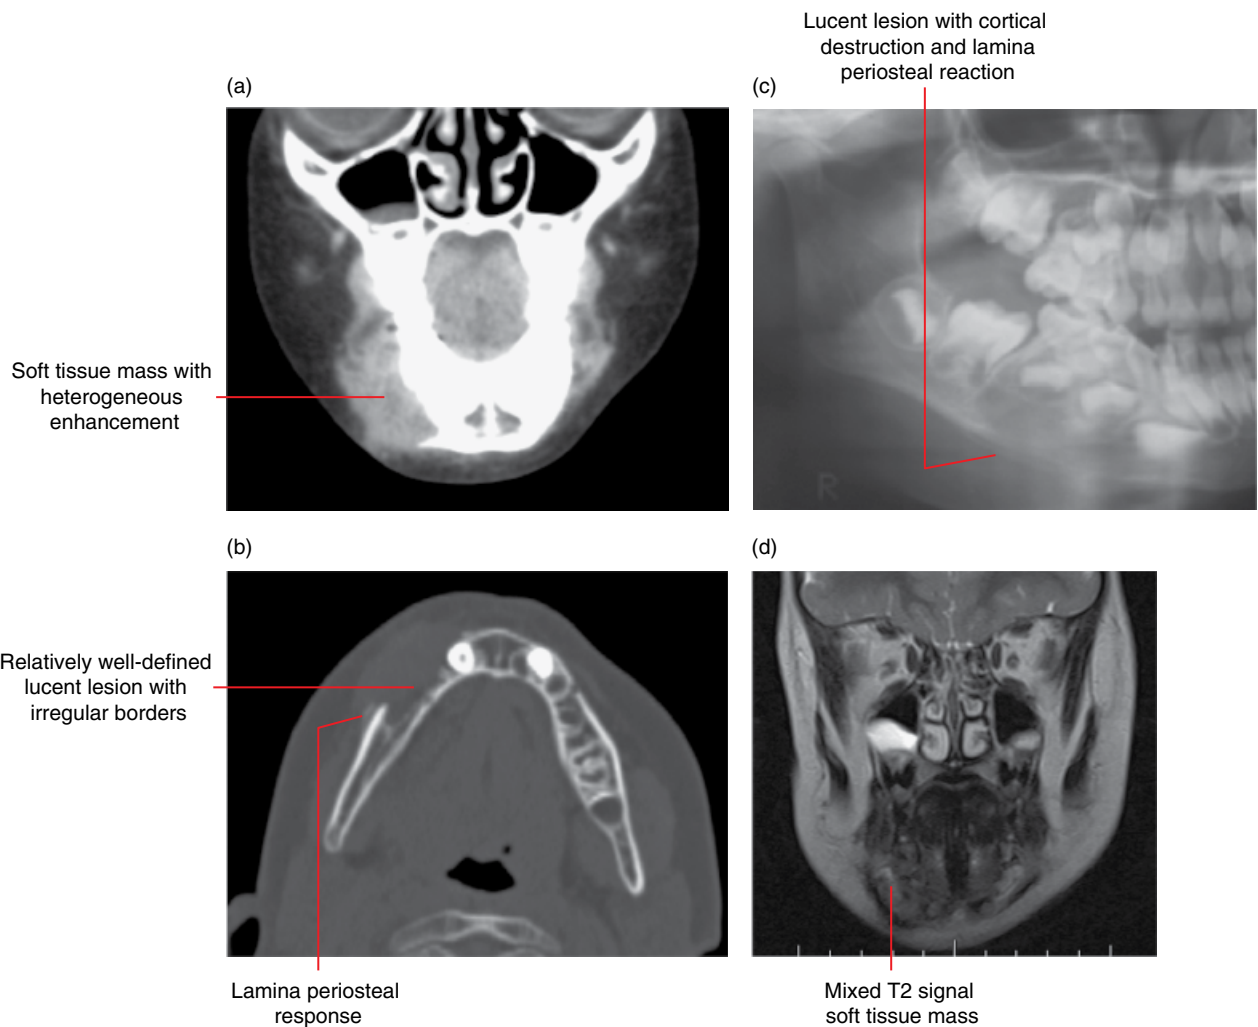 Lucent lesion with cortical
destruction and lamina
periosteal reaction
(a)
(c)
Soft tissue mass with
heterogeneous
enhancement
R
(b)
(d)
Relatively well-defined
lucent lesion with
irregular borders
Lamina periosteal
response
Mixed T2 signal
soft tissue mass